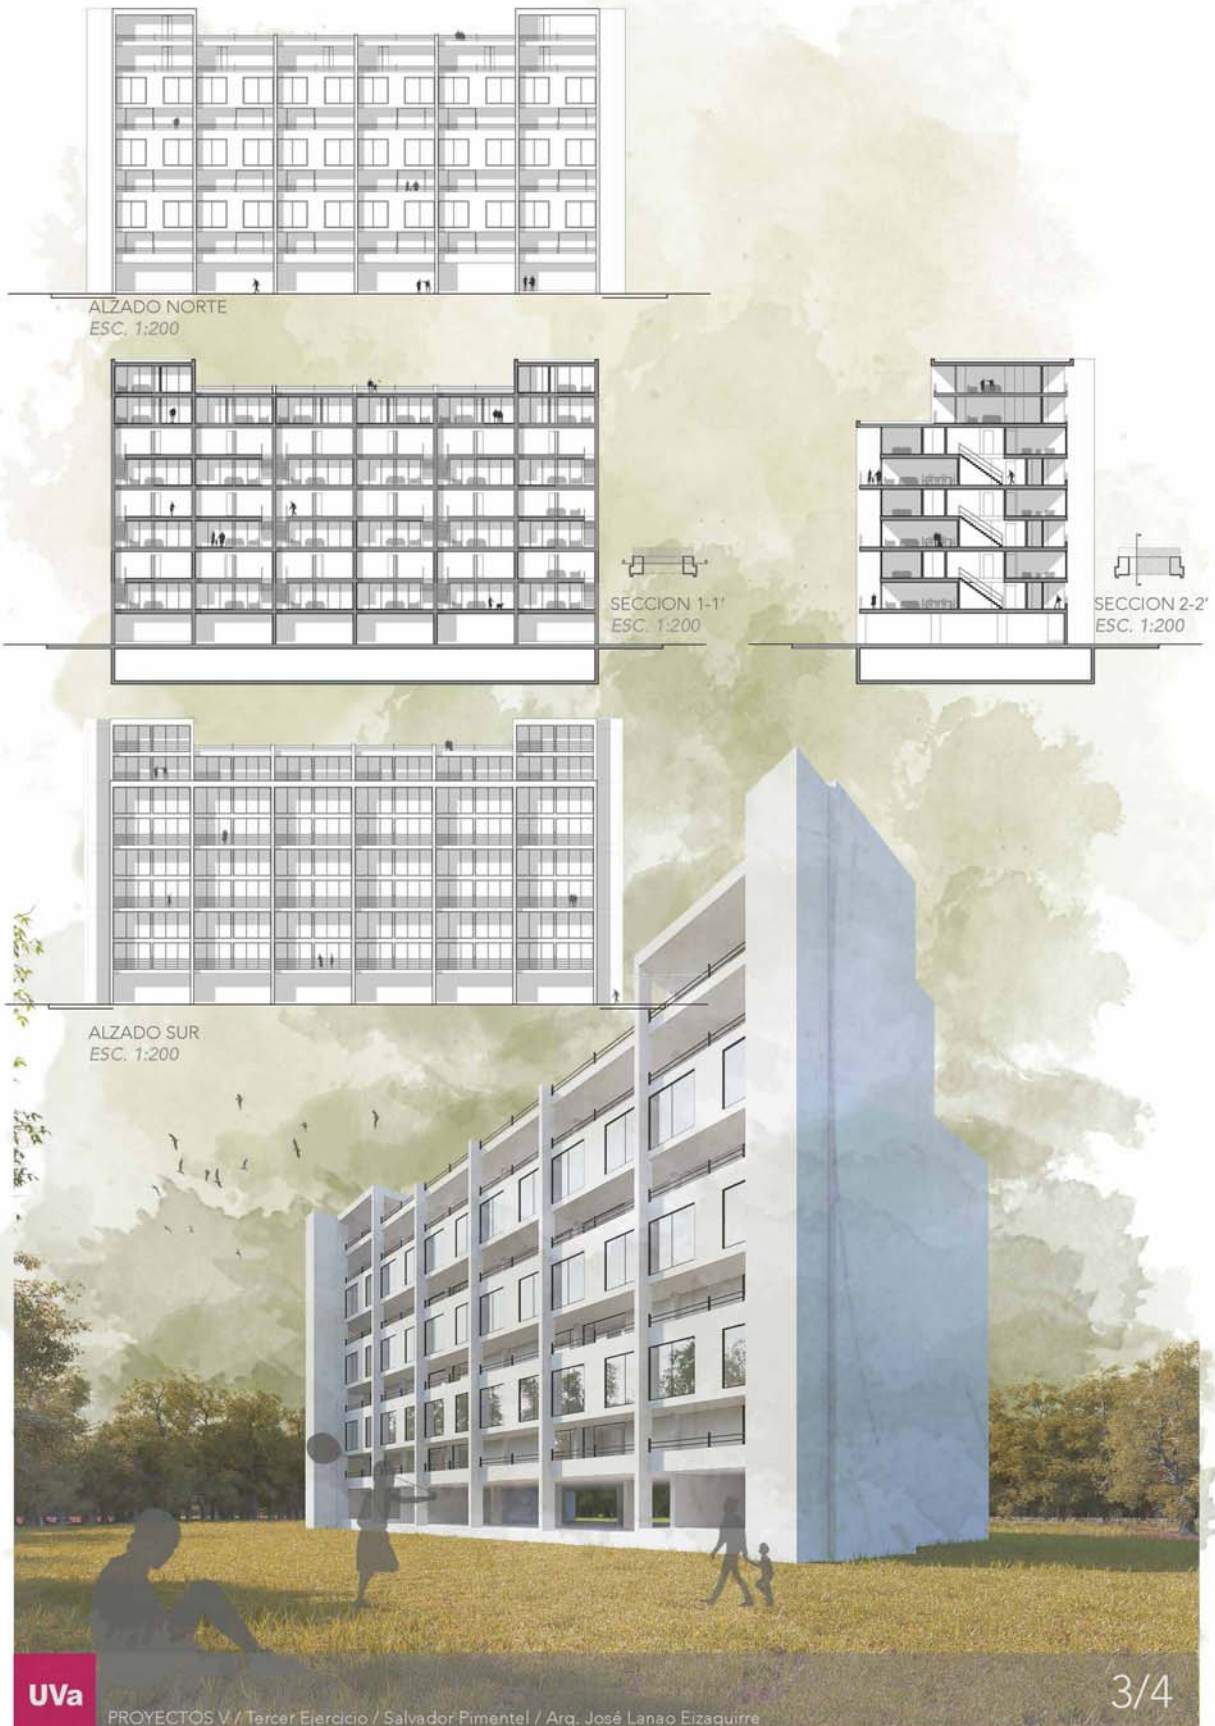 ALZADO NORTE
ESC. 1:200
SECCION 1-1'
ESC. 1:200
SECCION 2-2'
ESC. 1:200
ALZADO SUR
ESC. 1:200
UVa
PROYECTOS V / Tercer Ejercicio / Salvador Pimentel / Arq. José Lanao Eizaguirre
3/4